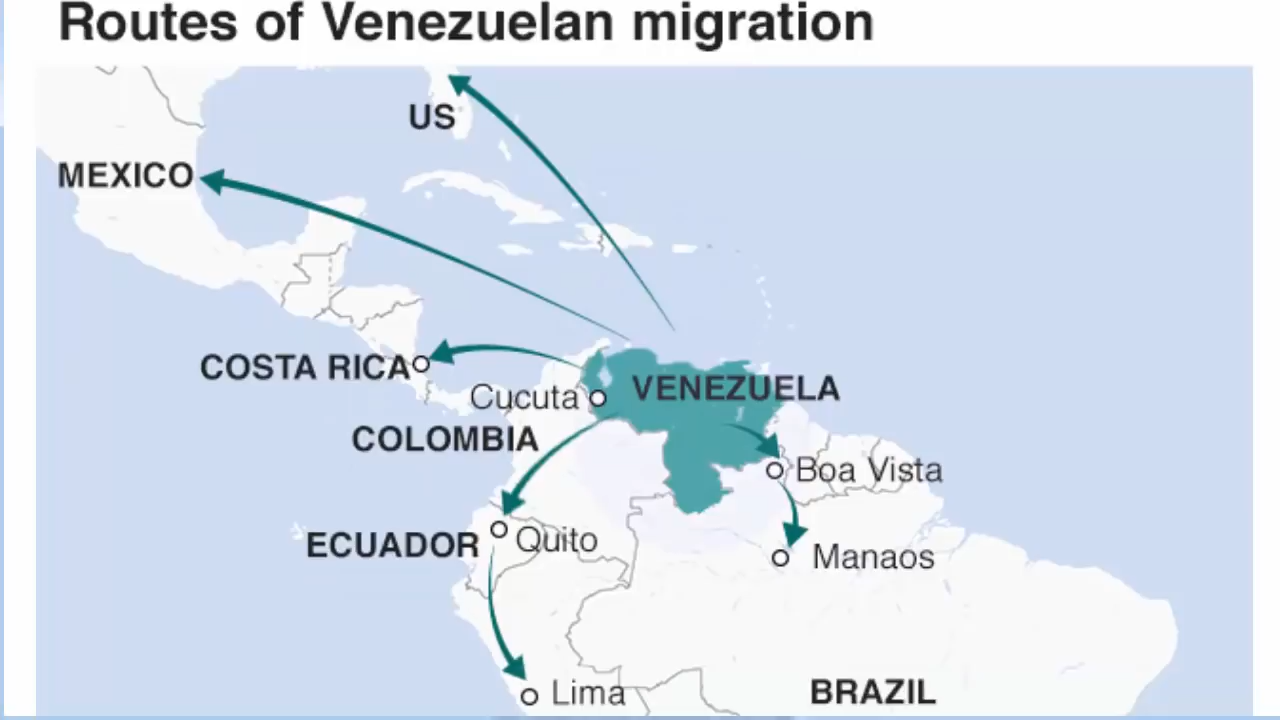 Routes of Venezuelan migration
US
MEXICO
COSTA RICA
Cucuta
VENEZUELA
COLOMBIA
Boa Vista
ECUADOR
Quito
Manaos
Lima
BRAZIL